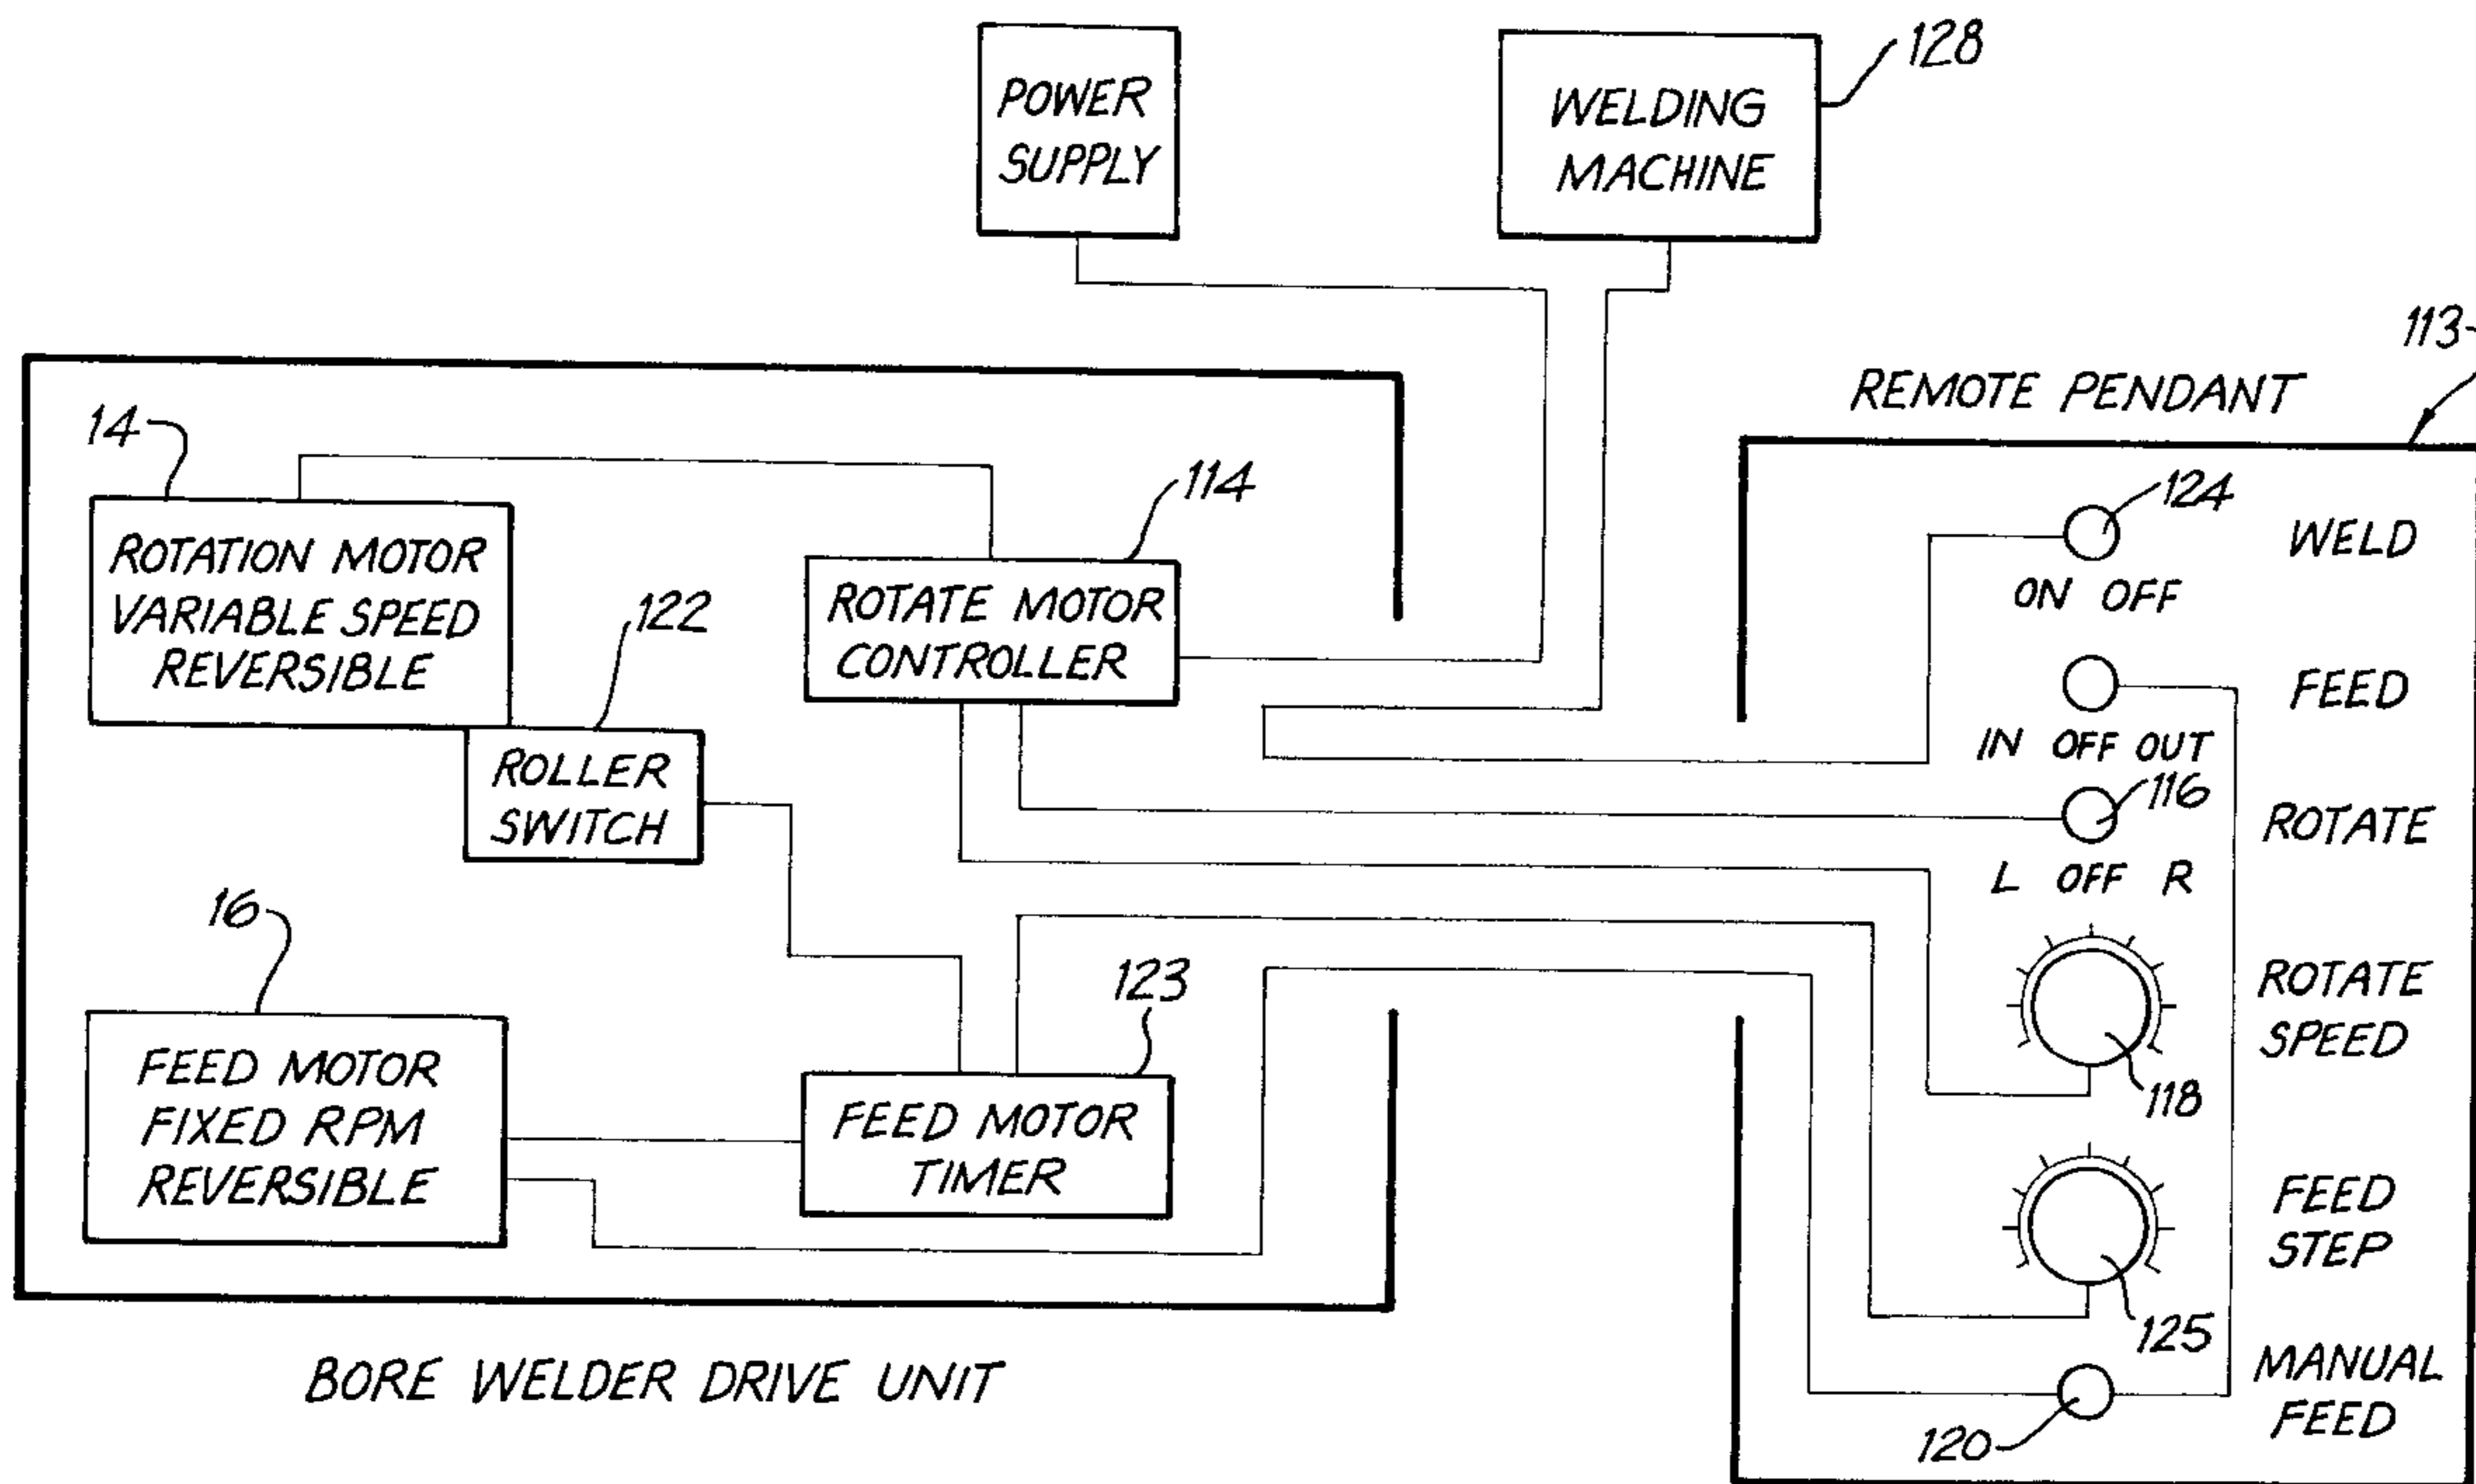 POWER
SUPPLY
WELDING
MACHINE
128
113
REMOTE PENDANT
14
ROTATION MOTOR
VARIABLE SPEED
REVERSIBLE
114
ROTATE MOTOR
CONTROLLER
122
ROLLER
SWITCH
16
FEED MOTOR
FIXED RPM
REVERSIBLE
123
FEED MOTOR
TIMER
BORE WELDER DRIVE UNIT
124
WELD
ON OFF
FEED
IN OFF OUT
116
ROTATE
L OFF R
ROTATE
SPEED
118
FEED
STEP
125
MANUAL
FEED
120